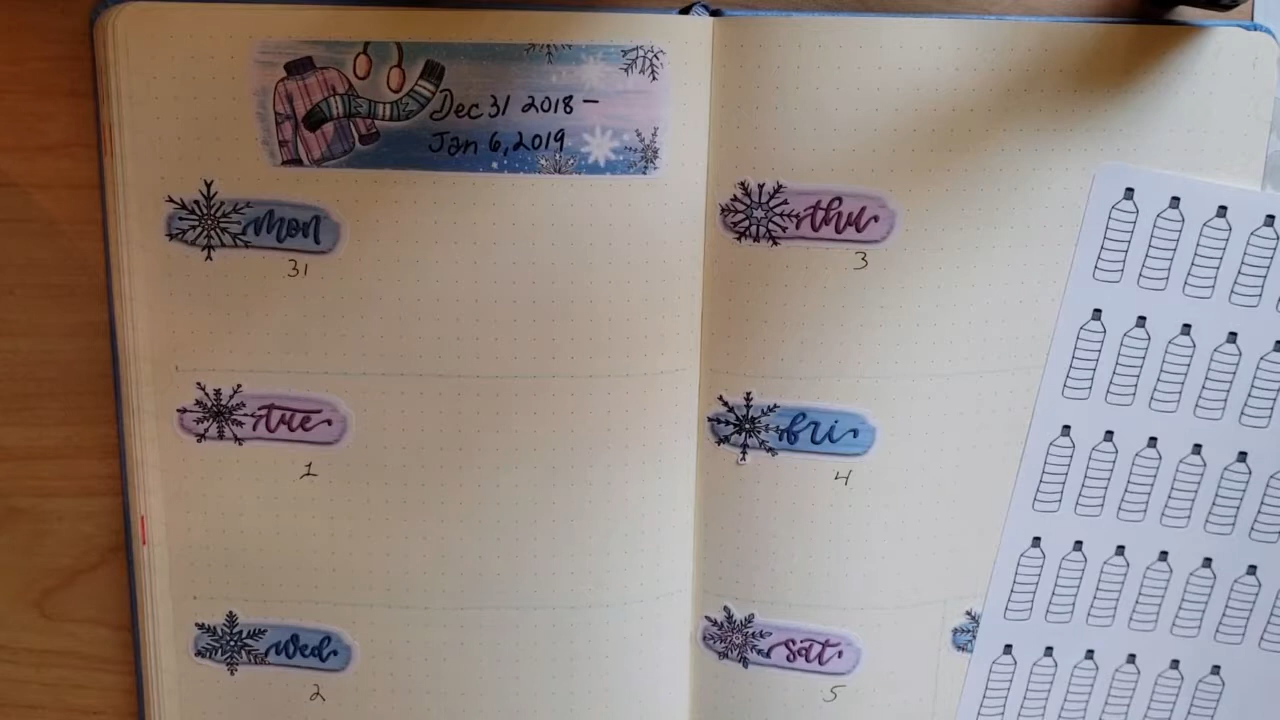 Dec 31 2018 –
Jan 6, 2019
mon
31
tue
1
wed
2
thu
3
fri
4
sat
5